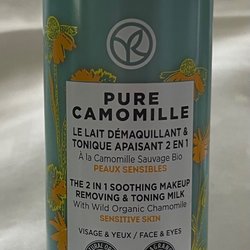 PURE
CAMOMILLE
LE LAIT DÉMAQUILLANT &
TONIQUE APAISANT 2 EN 1
À la Camomille Sauvage Bio
PEAUX SENSIBLES
THE 2 IN 1 SOOTHING MAKEUP
REMOVING & TONING MILK
With Wild Organic Chamomile
SENSITIVE SKIN
VISAGE & YEUX / FACE & EYES